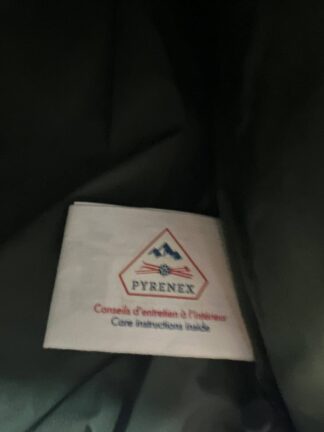 PYRENEX
Conseils d'entretien à l'intérieur
Care instructions inside